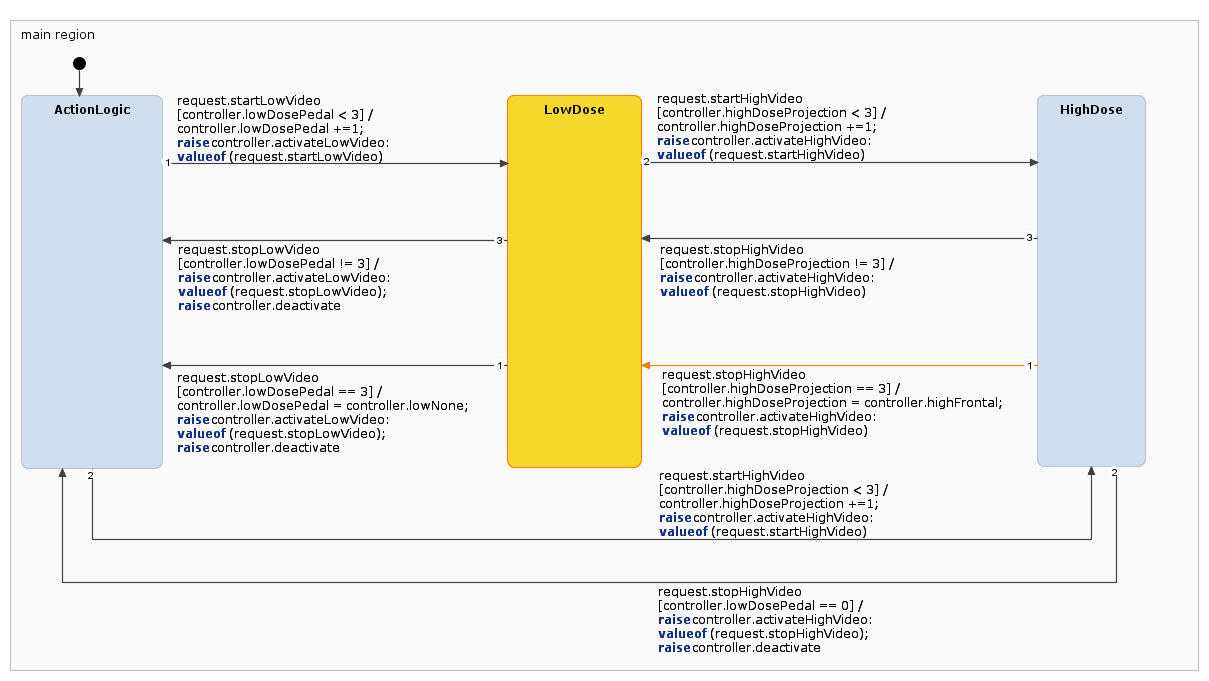 main region
ActionLogic
request.startLowVideo
[controller.lowDosePedal < 3] /
controller.lowDosePedal +=1;
raise controller.activateLowVideo:
valueof (request.startLowVideo)
1
LowDose
request.startHighVideo
[controller.highDoseProjection < 3] /
controller.highDoseProjection +=1;
raise controller.activateHighVideo:
valueof (request.startHighVideo)
2
HighDose
3
request.stopLowVideo
[controller.lowDosePedal != 3] /
raise controller.activateLowVideo:
valueof (request.stopLowVideo);
raise controller.deactivate
3
request.stopHighVideo
[controller.highDoseProjection != 3] /
raise controller.activateHighVideo:
valueof (request.stopHighVideo)
1
request.stopLowVideo
[controller.lowDosePedal == 3] /
controller.lowDosePedal = controller.lowNone;
raise controller.activateLowVideo:
valueof (request.stopLowVideo);
raise controller.deactivate
1
request.stopHighVideo
[controller.highDoseProjection == 3] /
controller.highDoseProjection = controller.highFrontal;
raise controller.activateHighVideo:
valueof (request.stopHighVideo)
2
request.startHighVideo
[controller.highDoseProjection < 3] /
controller.highDoseProjection +=1;
raise controller.activateHighVideo:
valueof (request.startHighVideo)
2
request.stopHighVideo
[controller.lowDosePedal == 0] /
raise controller.activateHighVideo:
valueof (request.stopHighVideo);
raise controller.deactivate